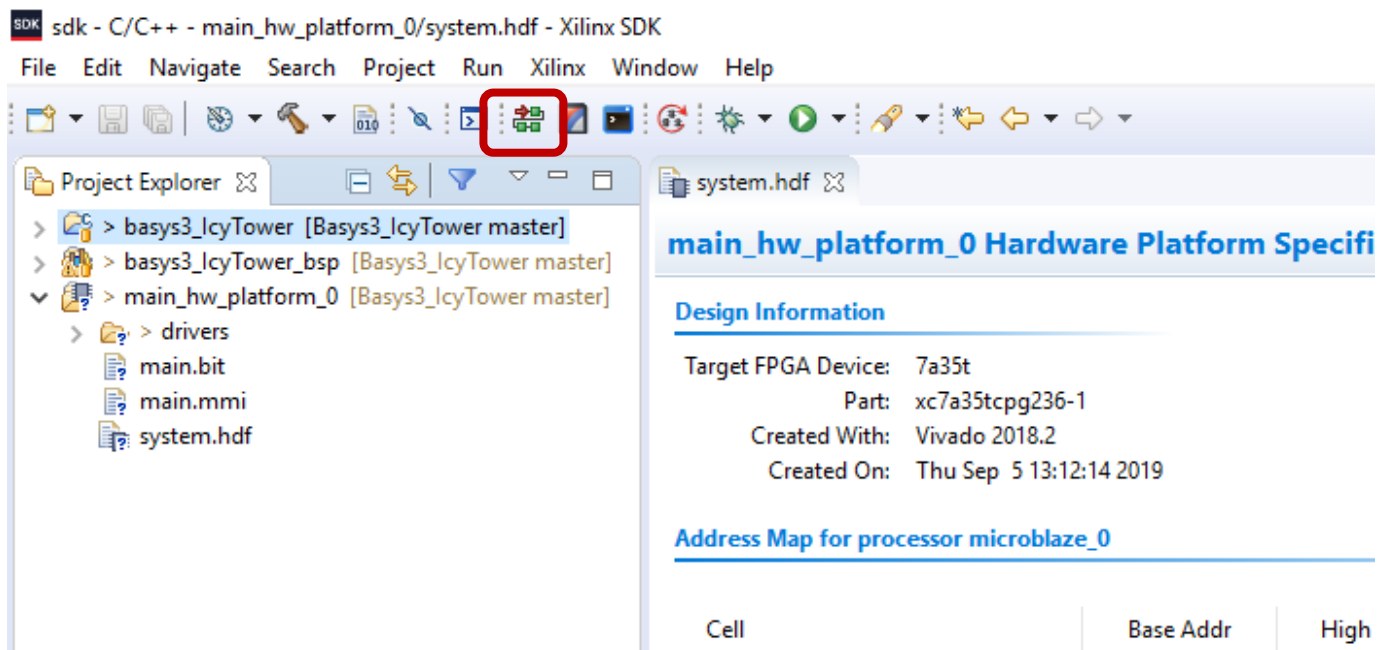 SDK sdk - C/C++ - main_hw_platform_0/system.hdf - Xilinx SDK
File Edit Navigate Search Project Run Xilinx Window Help
010
Project Explorer
system.hdf
> basys3_IcyTower [Basys3_IcyTower master]
> basys3_IcyTower_bsp [Basys3_IcyTower master]
> main_hw_platform_0 [Basys3_IcyTower master]
> drivers
main.bit
main.mmi
system.hdf
main_hw_platform_0 Hardware Platform Specifi
Design Information
Target FPGA Device: 7a35t
Part: xc7a35tcpg236-1
Created With: Vivado 2018.2
Created On: Thu Sep 5 13:12:14 2019
Address Map for processor microblaze_0
Cell Base Addr High